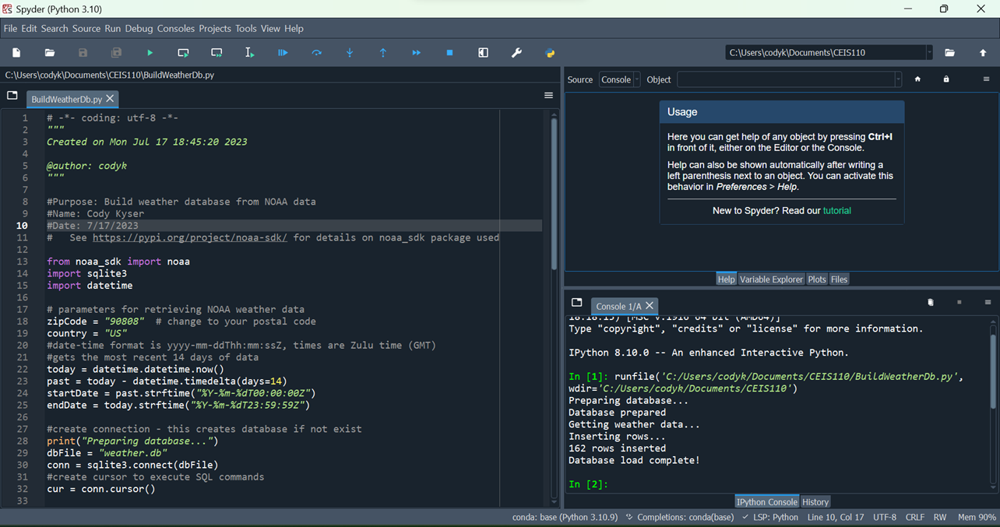 Spyder (Python 3.10)
File Edit Search Source Run Debug Consoles Projects Tools View Help
C:\Users\codyk\Documents\CEIS110
C:\Users\codyk\Documents\CEIS110\BuildWeatherDb.py
BuildWeatherDb.py
1 # -*- coding: utf-8 -*-
2 """
3 Created on Mon Jul 17 18:45:20 2023
4
5 @author: codyk
6 """
7
8 #Purpose: Build weather database from NOAA data
9 #Name: Cody Kyser
10 #Date: 7/17/2023
11 #   See https://pypi.org/project/noaa-sdk/ for details on noaa_sdk package used
12
13 from noaa_sdk import noaa
14 import sqlite3
15 import datetime
16
17 # parameters for retrieving NOAA weather data
18 zipCode = "90808"  # change to your postal code
19 country = "US"
20 #date-time format is yyyy-mm-ddThh:mm:ssZ, times are Zulu time (GMT)
21 #gets the most recent 14 days of data
22 today = datetime.datetime.now()
23 past = today - datetime.timedelta(days=14)
24 startDate = past.strftime("%Y-%m-%dT00:00:00Z")
25 endDate = today.strftime("%Y-%m-%dT23:59:59Z")
26
27 #create connection - this creates database if not exist
28 print("Preparing database...")
29 dbFile = "weather.db"
30 conn = sqlite3.connect(dbFile)
31 #create cursor to execute SQL commands
32 cur = conn.cursor()
33
Source Console Object
Usage
Here you can get help of any object by pressing Ctrl+I
in front of it, either on the Editor or the Console.
Help can also be shown automatically after writing a
left parenthesis next to an object. You can activate this
behavior in Preferences > Help.
New to Spyder? Read our tutorial
Help Variable Explorer Plots Files
Console 1/A
Type "copyright", "credits" or "license" for more information.
IPython 8.10.0 -- An enhanced Interactive Python.
In [1]: runfile('C:/Users/codyk/Documents/CEIS110/BuildWeatherDb.py',
wdir='C:/Users/codyk/Documents/CEIS110')
Preparing database...
Database prepared
Getting weather data...
Inserting rows...
162 rows inserted
Database load complete!
In [2]:
IPython Console History
conda: base (Python 3.10.9) Completions: conda(base) LSP: Python Line 10, Col 17 UTF-8 CRLF RW Mem 90%